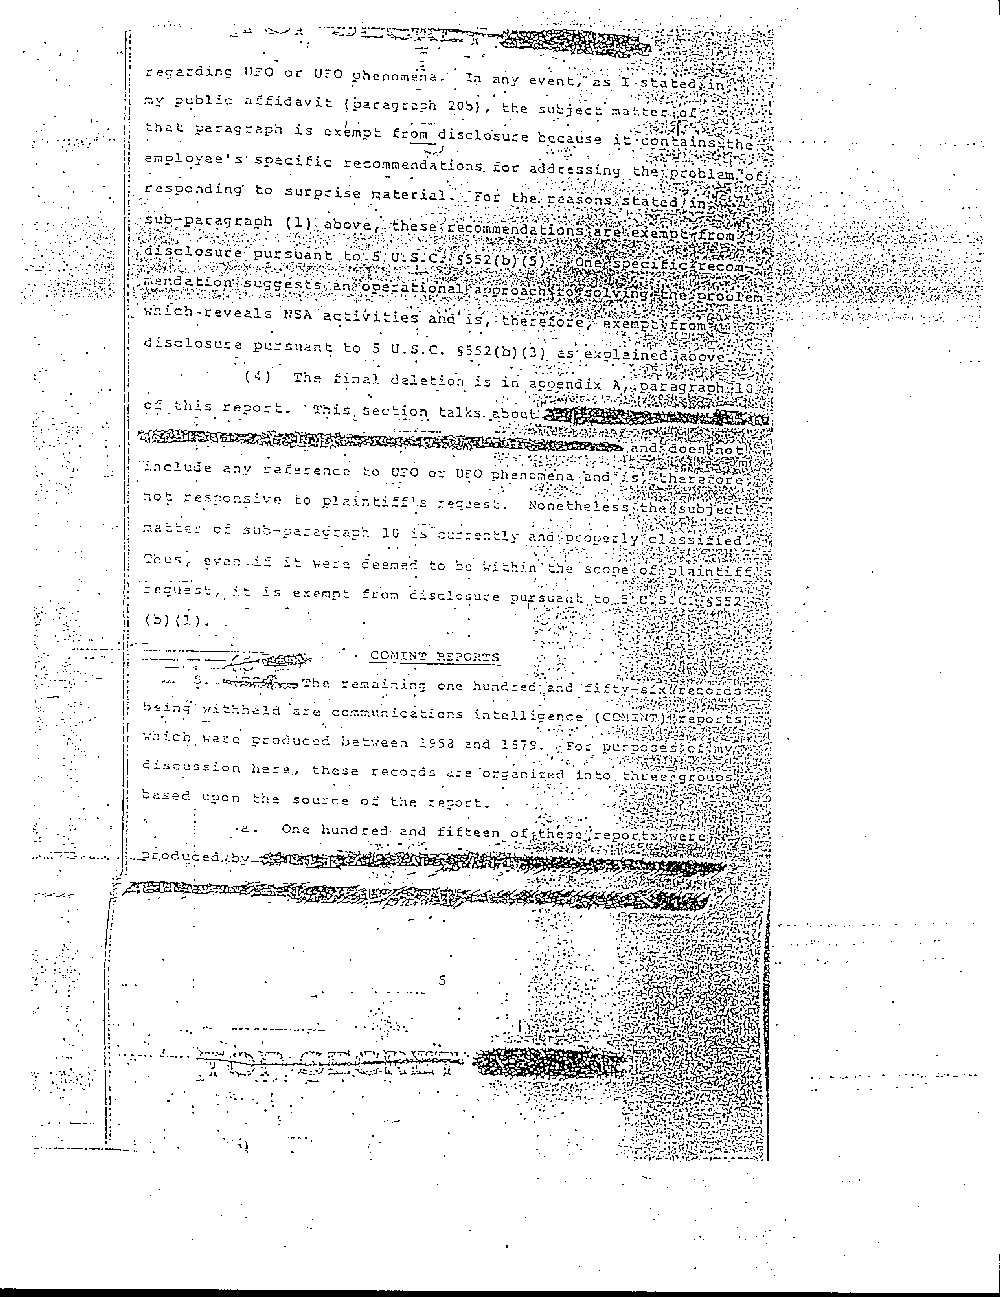 regarding UFO or UFO phenomena. In any event, as I stated in
my public affidavit (paragraph 20b), the subject matter of
that paragraph is exempt from disclosure because it contains the
employee's specific recommendations for addressing the problem of
responding to surprise material. For the reasons stated in
sub-paragraph (1) above, these recommendations are exempt from
disclosure pursuant to 5 U.S.C. §552(b)(5). One specific recom-
mendation suggests an operational approach to solving the problem
which reveals NSA activities and is, therefore, exempt from
disclosure pursuant to 5 U.S.C. §552(b)(3) as explained above.
(4) The final deletion is in appendix A, paragraph 10
of this report. This section talks about
and does not
include any reference to UFO or UFO phenomena and is, therefore,
not responsive to plaintiff's request. Nonetheless, the subject
matter of sub-paragraph 10 is currently and properly classified.
Thus, even if it were deemed to be within the scope of plaintiff
request, it is exempt from disclosure pursuant to 5 U.S.C. §552
(b)(1).
COMINT REPORTS
The remaining one hundred and fifty-six records
being withheld are communications intelligence (COMINT) reports
which were produced between 1958 and 1979. For purposes of my
discussion here, these records are organized into three groups
based upon the source of the report.
a. One hundred and fifteen of these reports were
produced by
5
TOP SECRET